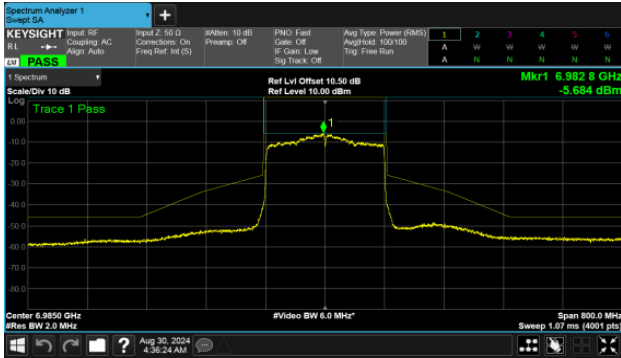 Spectrum Analyzer 1
Swept SA
+
KEYSIGHT Input: RF Input Z: 50 Ω #Atten: 10 dB PNO: Fast Avg Type: Power (RMS) 1 2 3 4 5 6
RL Coupling: AC Corrections: On Preamp: Off Gate: Off Avg|Hold: 100/100 A W W W W W
Align: Auto Freq Ref: Int (S) IF Gain: Low Trig: Free Run
PASS Sig Track: Off A N N N N N
1 Spectrum Ref Lvl Offset 10.50 dB Mkr1 6.982 8 GHz
Scale/Div 10 dB Ref Level 10.00 dBm -5.684 dBm
Log
Trace 1 Pass
0.00
1
-10.0
-20.0
-30.0
-40.0
-50.0
-60.0
-70.0
-80.0
Center 6.9850 GHz #Video BW 6.0 MHz* Span 800.0 MHz
#Res BW 2.0 MHz Sweep 1.07 ms (4001 pts)
? Aug 30, 2024
4:36:24 AM